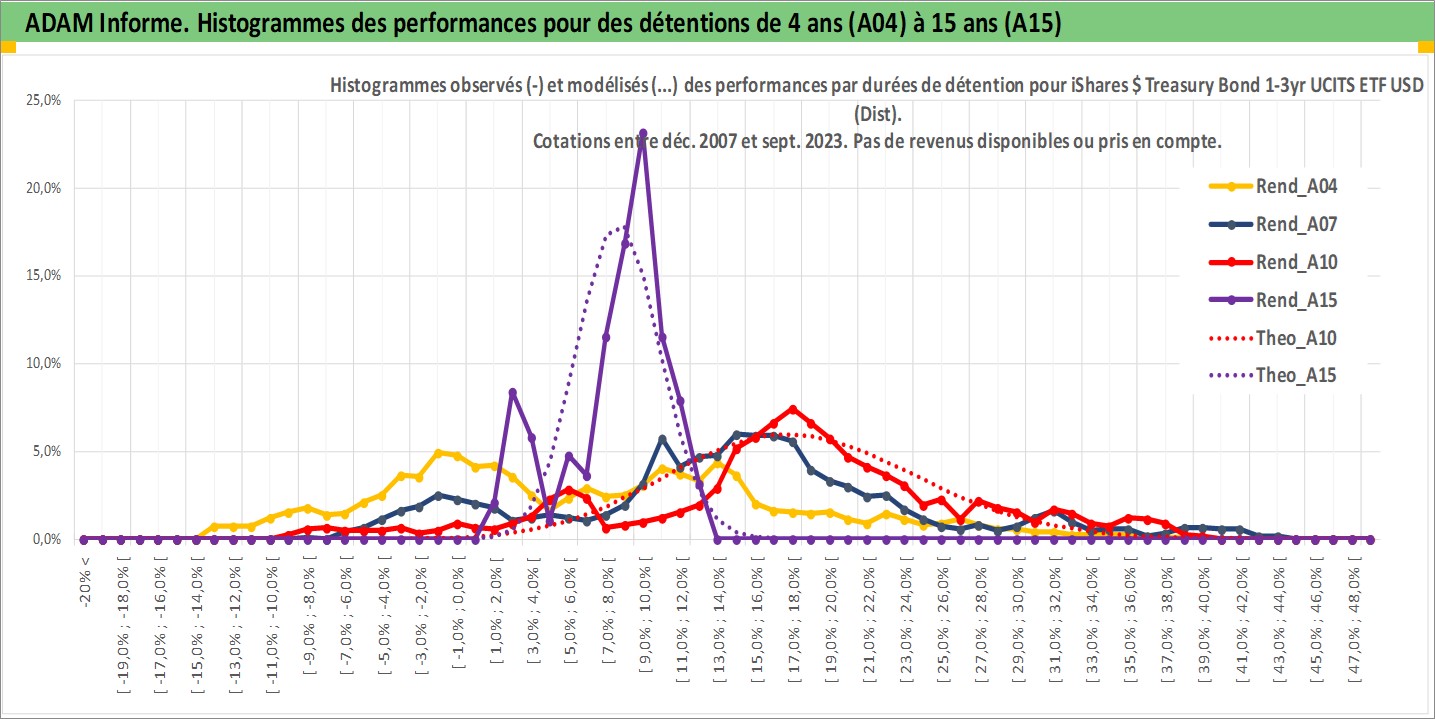 ADAM Informe. Histogrammes des performances pour des détentions de 4 ans (A04) à 15 ans (A15)
Histogrammes observés (-) et modélisés (...) des performances par durées de détention pour iShares $ Treasury Bond 1-3yr UCITS ETF USD
(Dist).
Cotations entre déc. 2007 et sept. 2023. Pas de revenus disponibles ou pris en compte.
25,0%
20,0%
15,0%
10,0%
5,0%
0,0%
Rend_A04
Rend_A07
Rend_A10
Rend_A15
Theo_A10
Theo_A15
-20% <
[ -19,0% ; -18,0% [
[ -17,0% ; -16,0% [
[ -15,0% ; -14,0% [
[ -13,0% ; -12,0% [
[ -11,0% ; -10,0% [
[ -9,0% ; -8,0% [
[ -7,0% ; -6,0% [
[ -5,0% ; -4,0% [
[ -3,0% ; -2,0% [
[ -1,0% ; 0,0% [
[ 1,0% ; 2,0% [
[ 3,0% ; 4,0% [
[ 5,0% ; 6,0% [
[ 7,0% ; 8,0% [
[ 9,0% ; 10,0% [
[ 11,0% ; 12,0% [
[ 13,0% ; 14,0% [
[ 15,0% ; 16,0% [
[ 17,0% ; 18,0% [
[ 19,0% ; 20,0% [
[ 21,0% ; 22,0% [
[ 23,0% ; 24,0% [
[ 25,0% ; 26,0% [
[ 27,0% ; 28,0% [
[ 29,0% ; 30,0% [
[ 31,0% ; 32,0% [
[ 33,0% ; 34,0% [
[ 35,0% ; 36,0% [
[ 37,0% ; 38,0% [
[ 39,0% ; 40,0% [
[ 41,0% ; 42,0% [
[ 43,0% ; 44,0% [
[ 45,0% ; 46,0% [
[ 47,0% ; 48,0% [